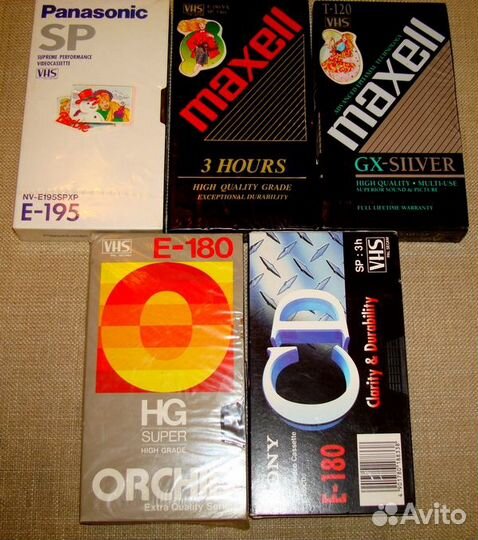 Panasonic
SP
SUPREME PERFORMANCE
VIDEOCASSETTE
VHS
NV-E195SPXP
E-195
VHS
maxell
3 HOURS
HIGH QUALITY GRADE
EXCEPTIONAL DURABILITY
T-120
VHS
maxell
GX-SILVER
HIGH QUALITY • MULTI-USE
SUPERIOR SOUND & PICTURE
FULL LIFETIME WARRANTY
VHS
E-180
HG
SUPER
HIGH GRADE
Extra Quality
SP : 3h
VHS
CD
Clarity & Durability
SONY
Cassette
E-180
Avito